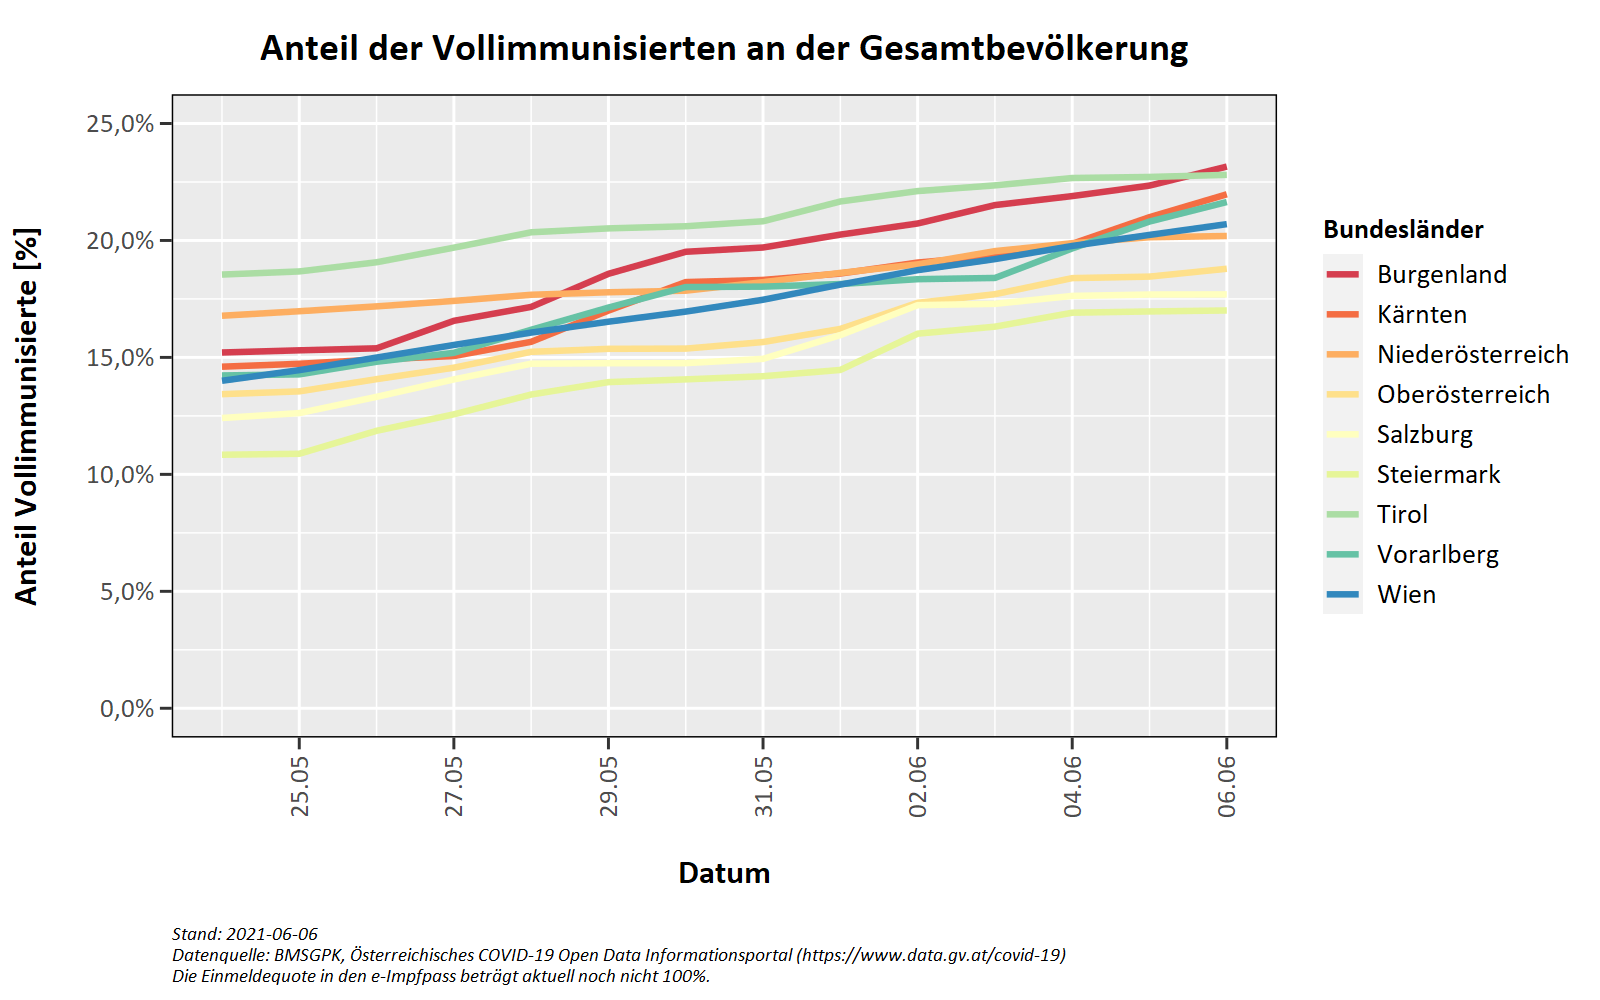 Anteil der Vollimmunisierten an der Gesamtbevölkerung
Anteil Vollimmunisierte [%]
25,0%
20,0%
15,0%
10,0%
5,0%
0,0%
25.05
27.05
29.05
31.05
02.06
04.06
06.06
Datum
Bundesländer
Burgenland
Kärnten
Niederösterreich
Oberösterreich
Salzburg
Steiermark
Tirol
Vorarlberg
Wien
Stand: 2021-06-06
Datenquelle: BMSGPK, Österreichisches COVID-19 Open Data Informationsportal (https://www.data.gv.at/covid-19)
Die Einmeldequote in den e-Impfpass beträgt aktuell noch nicht 100%.